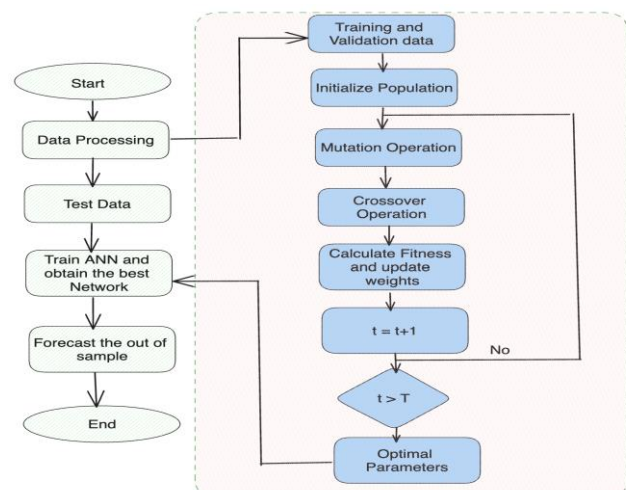 Start
Data Processing
Test Data
Train ANN and
obtain the best
Network
Forecast the out of
sample
End
Training and
Validation data
Initialize Population
Mutation Operation
Crossover
Operation
Calculate Fitness
and update
weights
t = t+1
No
t > T
Optimal
Parameters